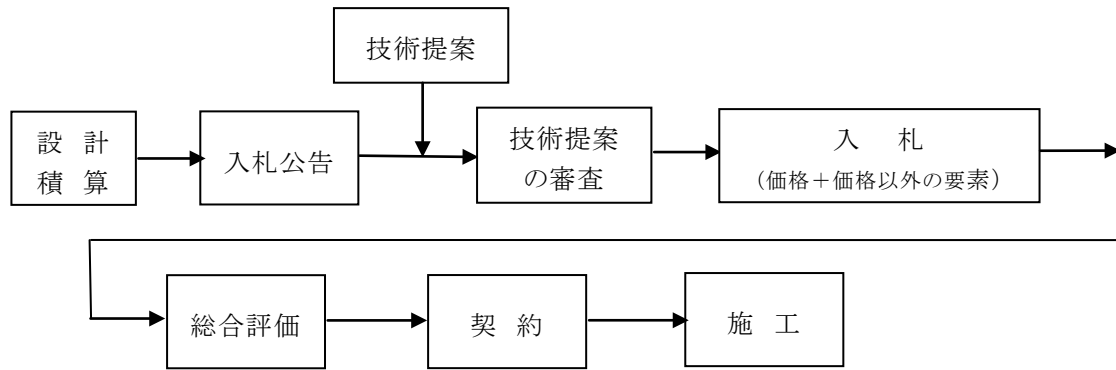 技術提案
設 計
積 算
入札公告
技術提案
の審査
入 札
（価格＋価格以外の要素）
総合評価
契 約
施 工